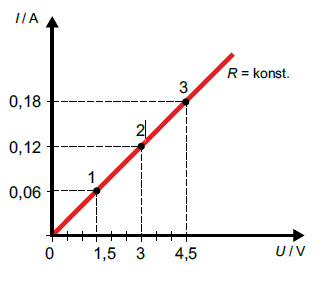 I / A
R = konst.
3
0,18
2
0,12
1
0,06
0 1,5 3 4,5 U / V